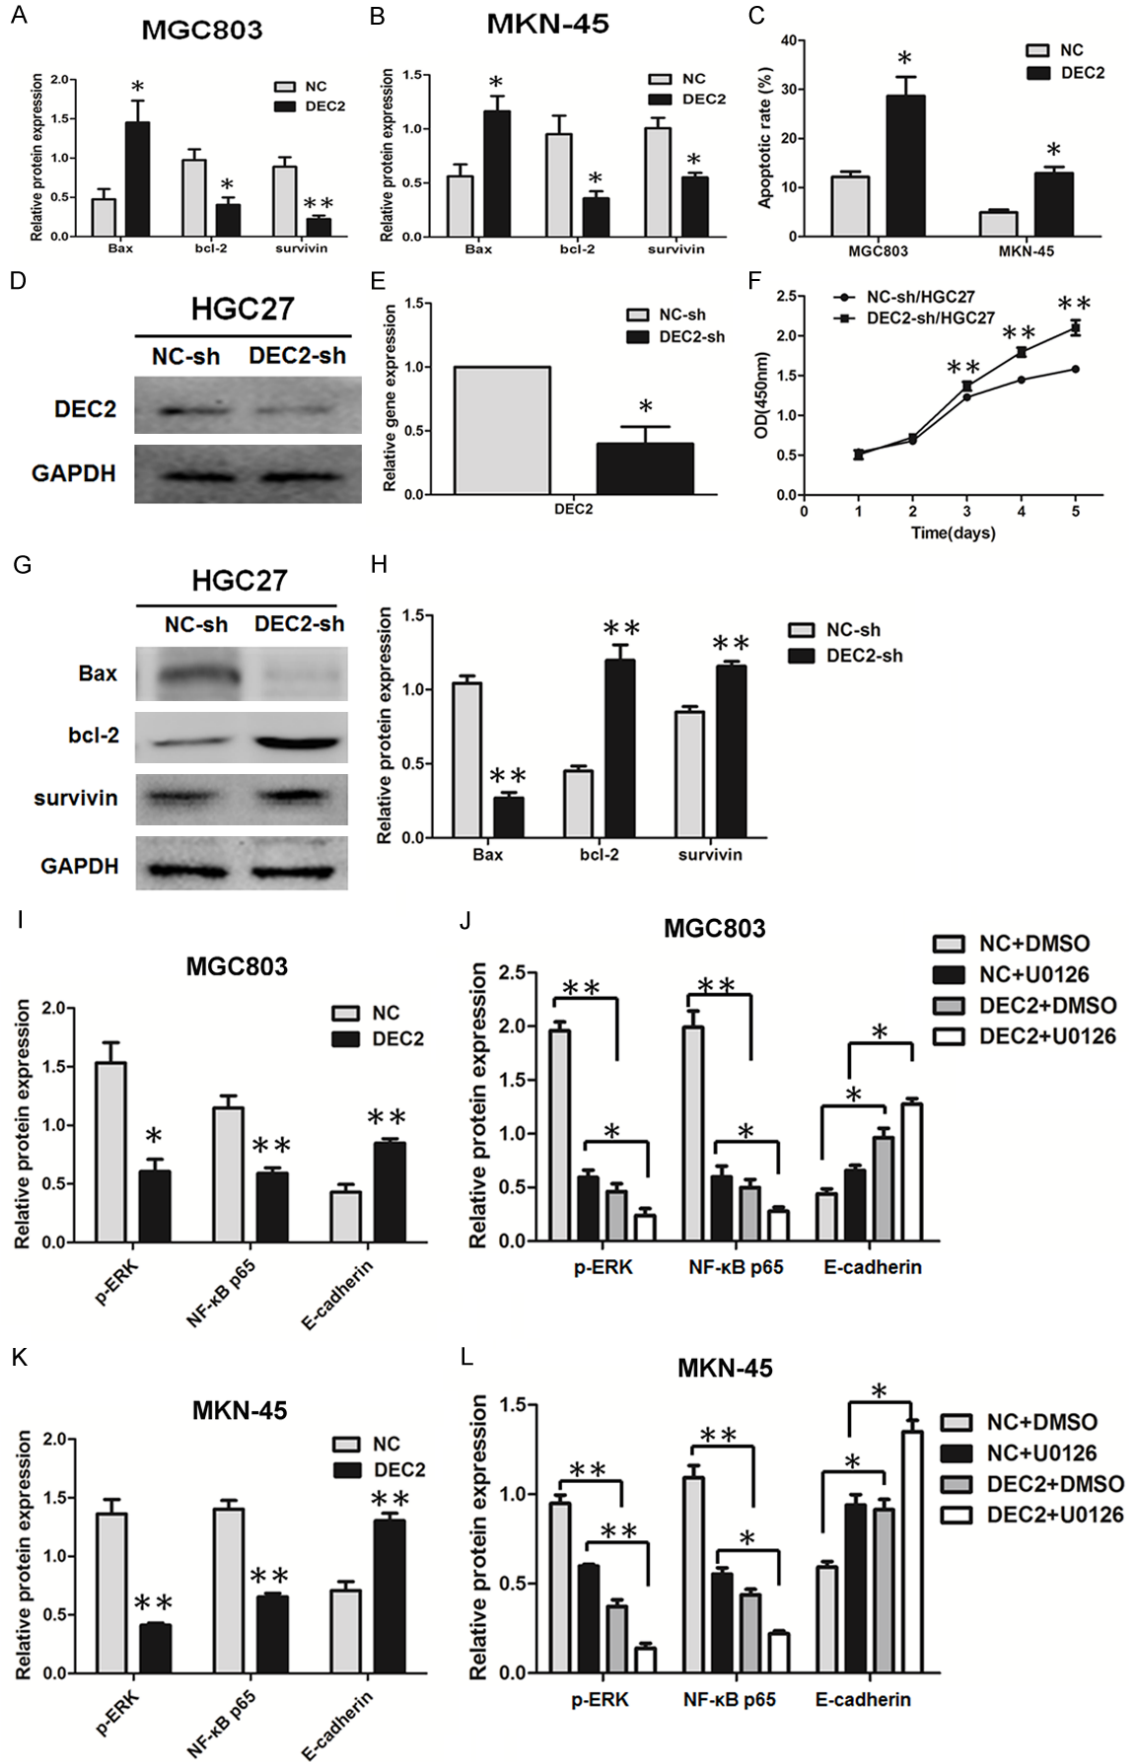 A
MGC803
Relative protein expression
2.0
1.5
1.0
0.5
0.0
NC
DEC2
*
*
**
Bax bcl-2 survivin
B
MKN-45
Relative protein expression
1.5
1.0
0.5
0.0
NC
DEC2
*
*
*
Bax bcl-2 survivin
C
Apoptotic rate (%)
40
30
20
10
0
NC
DEC2
*
*
MGC803 MKN-45
D
HGC27
NC-sh DEC2-sh
DEC2
GAPDH
E
Relative gene expression
1.5
1.0
0.5
0.0
NC-sh
DEC2-sh
*
DEC2
F
OD(450nm)
2.5
2.0
1.5
1.0
0.5
0.0
NC-sh/HGC27
DEC2-sh/HGC27
**
**
**
0 1 2 3 4 5
Time(days)
G
HGC27
NC-sh DEC2-sh
Bax
bcl-2
survivin
GAPDH
H
Relative protein expression
1.5
1.0
0.5
0.0
NC-sh
DEC2-sh
**
**
**
Bax bcl-2 survivin
I
MGC803
Relative protein expression
2.0
1.5
1.0
0.5
0.0
NC
DEC2
*
**
**
p-ERK
NF-κB p65
E-cadherin
J
MGC803
Relative protein expression
2.5
2.0
1.5
1.0
0.5
0.0
NC+DMSO
NC+U0126
DEC2+DMSO
DEC2+U0126
**
*
**
*
*
*
p-ERK NF-κB p65 E-cadherin
K
MKN-45
Relative protein expression
2.0
1.5
1.0
0.5
0.0
NC
DEC2
**
**
**
p-ERK
NF-κB p65
E-cadherin
L
MKN-45
Relative protein expression
1.5
1.0
0.5
0.0
NC+DMSO
NC+U0126
DEC2+DMSO
DEC2+U0126
**
**
**
*
*
*
p-ERK NF-κB p65 E-cadherin